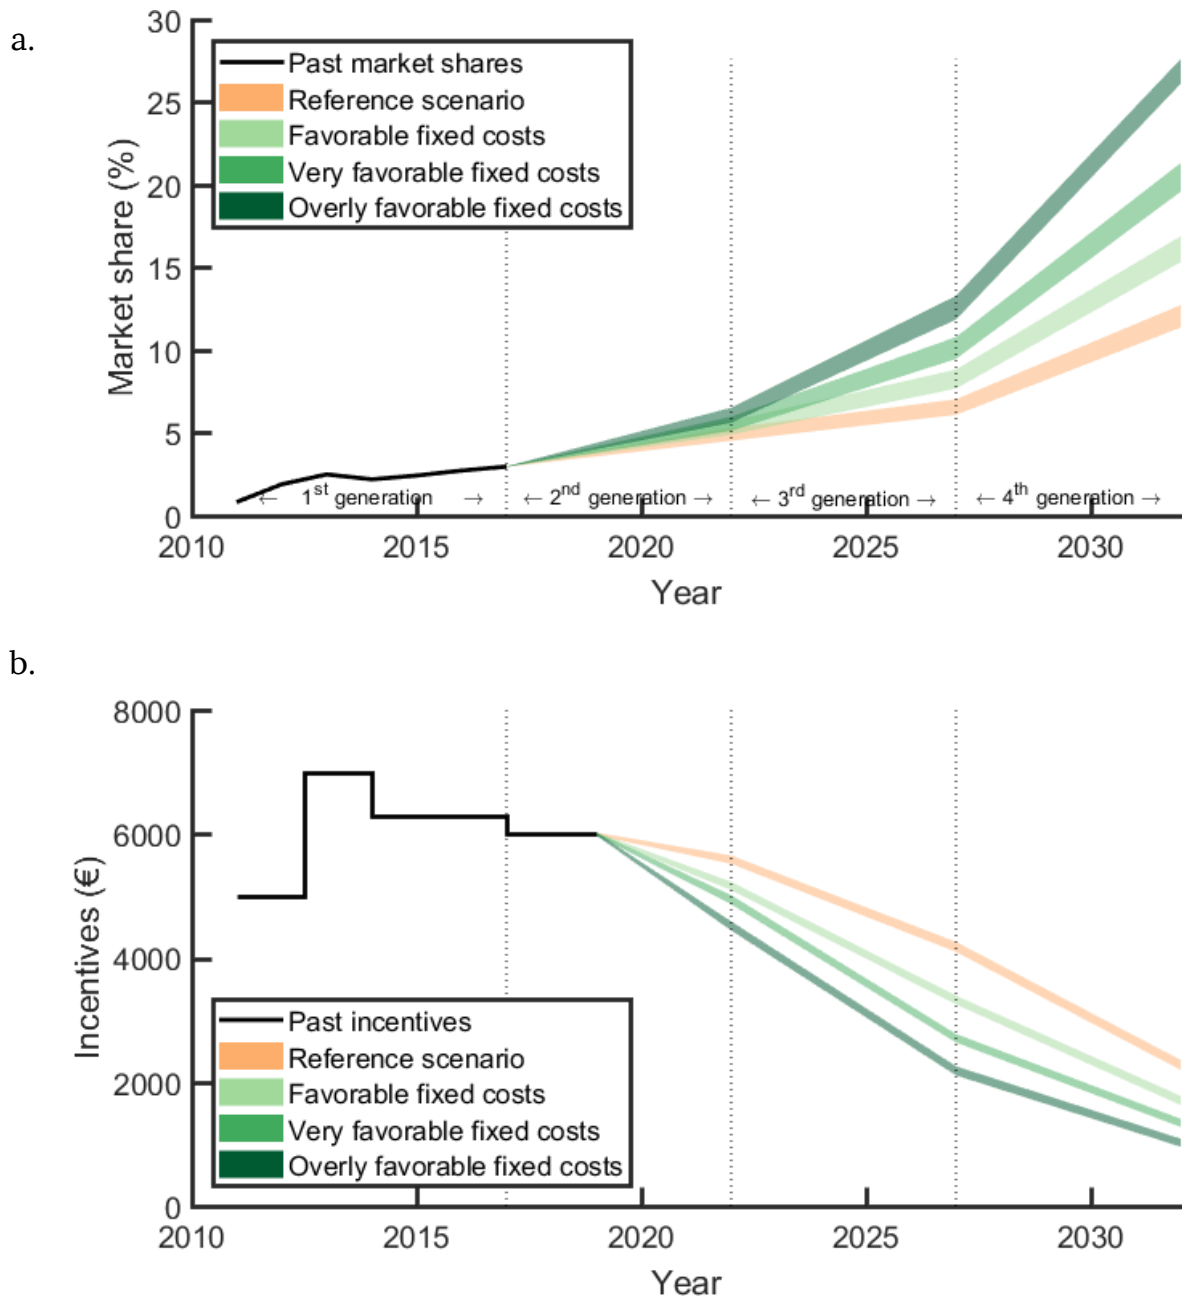 a.
30
25
20
15
10
5
0
Market share (%)
Past market shares
Reference scenario
Favorable fixed costs
Very favorable fixed costs
Overly favorable fixed costs
← 1st generation →
← 2nd generation →
← 3rd generation →
← 4th generation →
2010 2015 2020 2025 2030
Year
b.
8000
6000
4000
2000
0
Incentives (€)
Past incentives
Reference scenario
Favorable fixed costs
Very favorable fixed costs
Overly favorable fixed costs
2010 2015 2020 2025 2030
Year